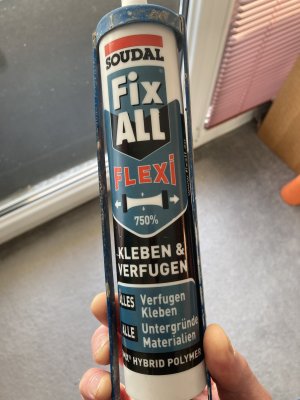 SOUDAL
Fix
ALL
FLEXi
750%
KLEBEN &
VERFUGEN
ALLES Verfugen
Kleben
ALLE Untergründe
Materialien
HYBRID POLYMER